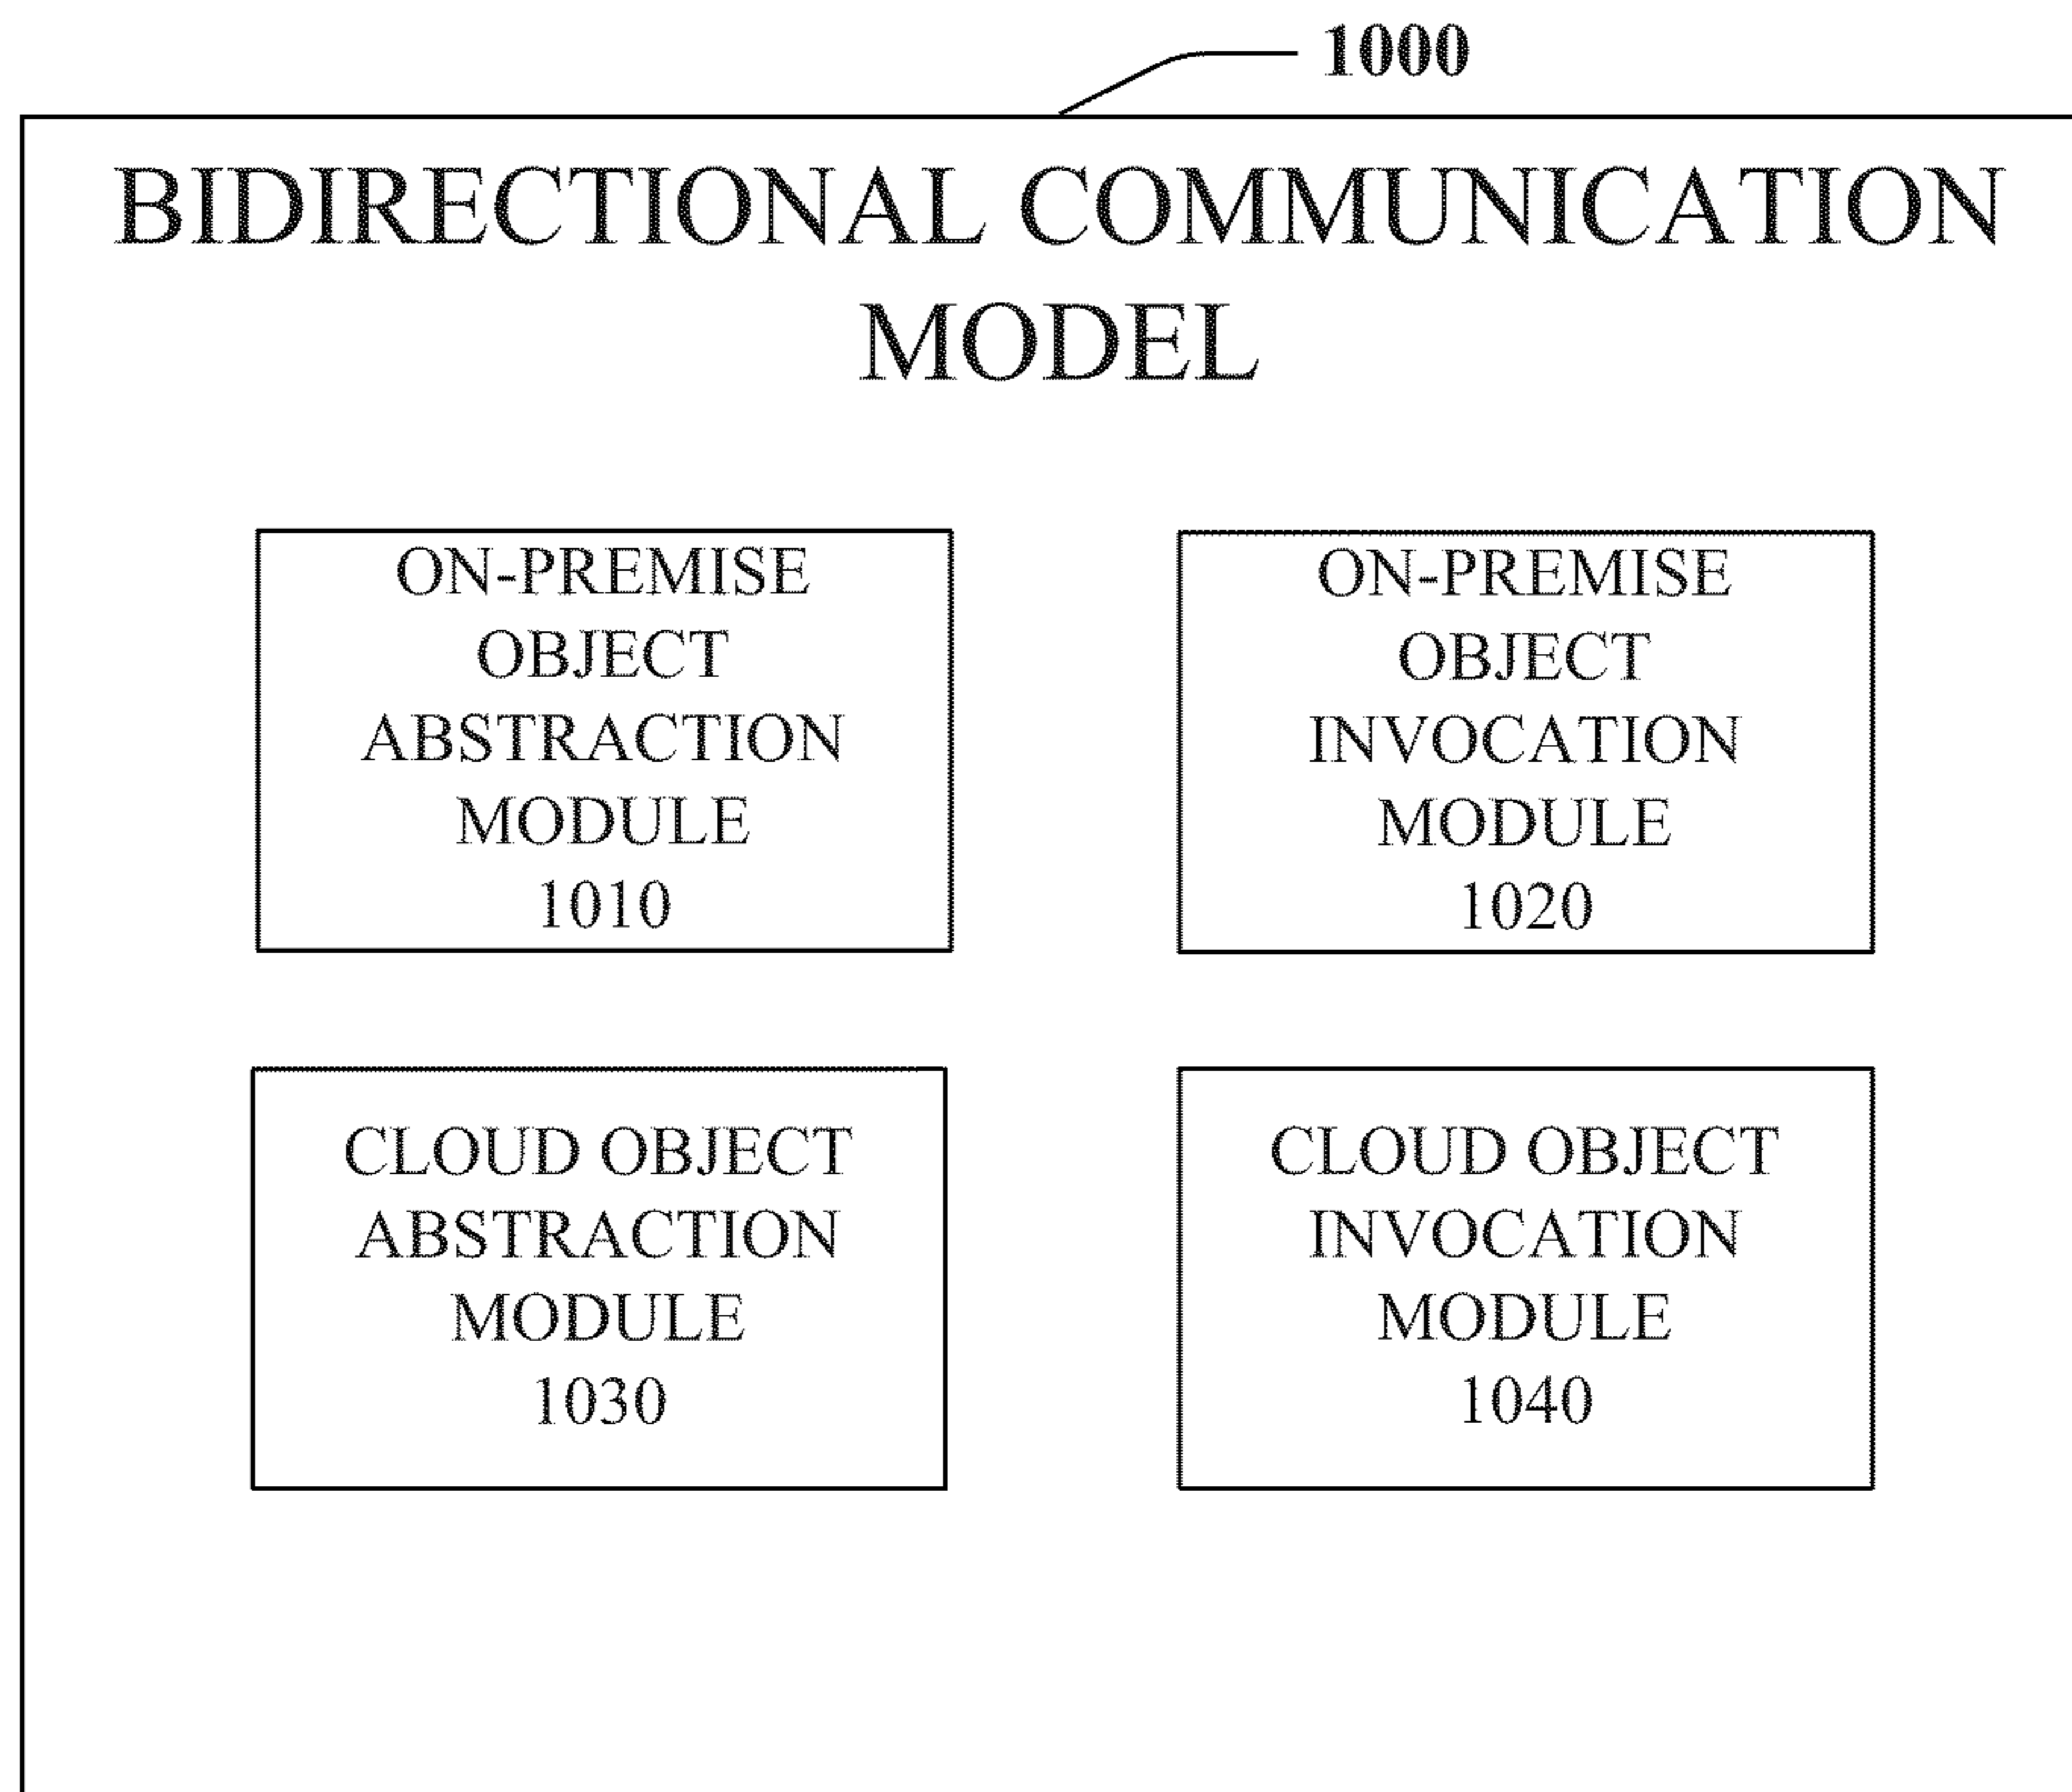 1000
BIDIRECTIONAL COMMUNICATION
MODEL
ON-PREMISE
OBJECT
ABSTRACTION
MODULE
1010
ON-PREMISE
OBJECT
INVOCATION
MODULE
1020
CLOUD OBJECT
ABSTRACTION
MODULE
1030
CLOUD OBJECT
INVOCATION
MODULE
1040